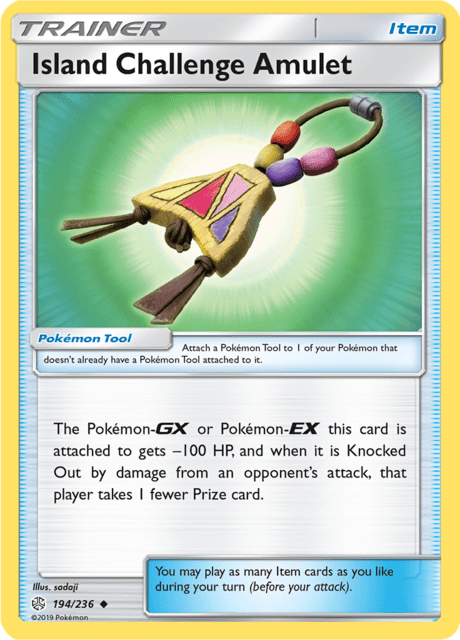 TRAINER Item
Island Challenge Amulet
Pokémon Tool Attach a Pokémon Tool to 1 of your Pokémon that
doesn't already have a Pokémon Tool attached to it.
The Pokémon-GX or Pokémon-EX this card is
attached to gets –100 HP, and when it is Knocked
Out by damage from an opponent's attack, that
player takes 1 fewer Prize card.
You may play as many Item cards as you like
during your turn (before your attack).
Illus. sadaji
194/236
©2019 Pokémon